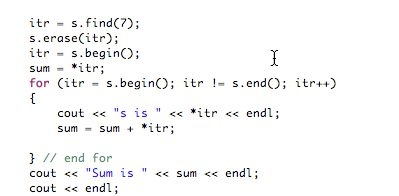 itr = s.find(7);
s.erase(itr);
itr = s.begin();
sum = *itr;
for (itr = s.begin(); itr != s.end(); itr++)
{
cout << "s is " << *itr << endl;
sum = sum + *itr;
} // end for
cout << "Sum is " << sum << endl;
cout << endl;